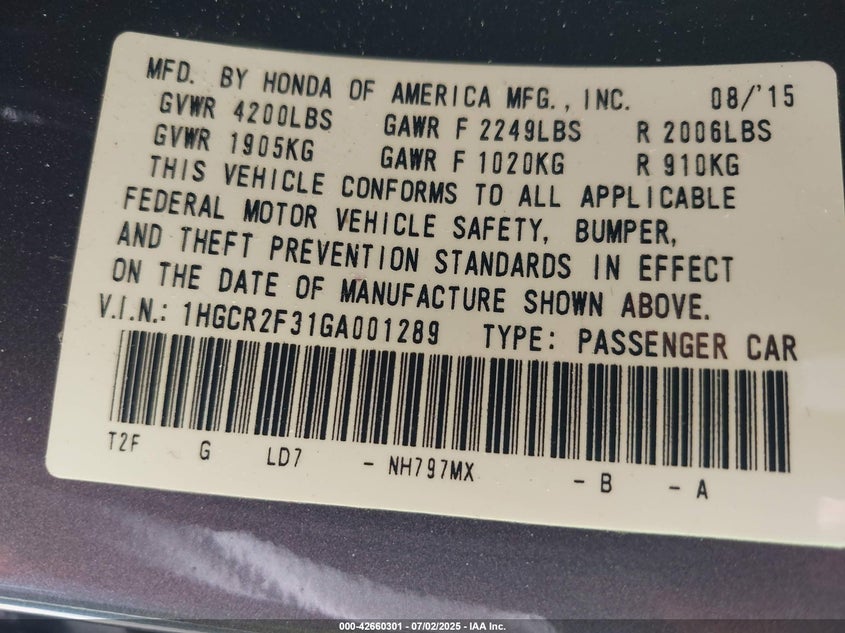 MFD. BY HONDA OF AMERICA MFG., INC. 08/'15
GVWR 4200LBS GAWR F 2249LBS R 2006LBS
GVWR 1905KG GAWR F 1020KG R 910KG
THIS VEHICLE CONFORMS TO ALL APPLICABLE
FEDERAL MOTOR VEHICLE SAFETY, BUMPER,
AND THEFT PREVENTION STANDARDS IN EFFECT
ON THE DATE OF MANUFACTURE SHOWN ABOVE.
V.I.N.: 1HGCR2F31GA001289 TYPE: PASSENGER CAR
T2F G LD7 - NH797MX - B - A
000-42660301 - 07/02/2025 - IAA Inc.